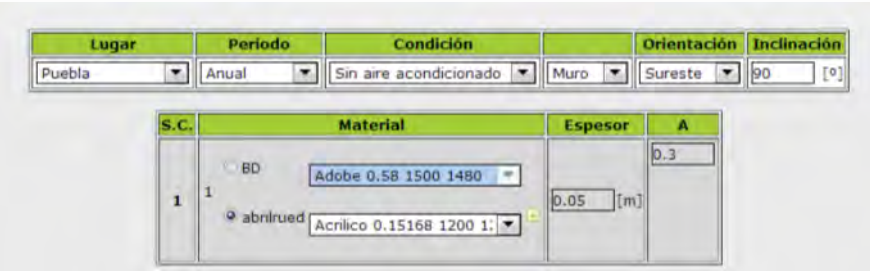 Lugar Periodo Condición Orientación Inclinación
Puebla Anual Sin aire acondicionado Muro Sureste 90 [º]
S.C. Material Espesor A
0.3
BD Adobe 0.58 1500 1480
1 1 0.05 [m]
abrilrued Acrilico 0.15168 1200 1: